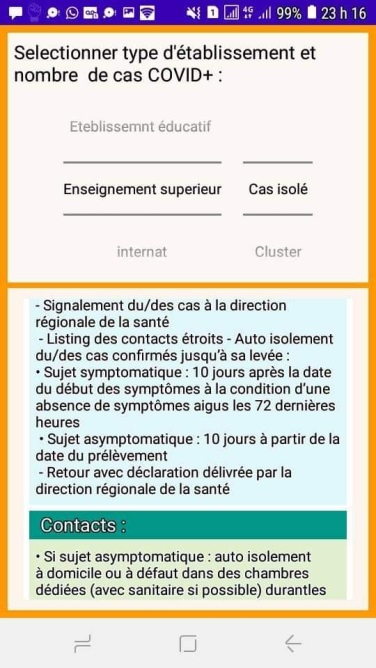 4G 99% 23 h 16
Selectionner type d'établissement et
nombre de cas COVID+ :
Eteblissemnt éducatif
Enseignement superieur Cas isolé
internat Cluster
- Signalement du/des cas à la direction
régionale de la santé
- Listing des contacts étroits - Auto isolement
du/des cas confirmés jusqu'à sa levée :
• Sujet symptomatique : 10 jours après la date
du début des symptômes à la condition d'une
absence de symptômes aigus les 72 dernières
heures
• Sujet asymptomatique : 10 jours à partir de la
date du prélèvement
- Retour avec déclaration délivrée par la
direction régionale de la santé
Contacts :
• Si sujet asymptomatique : auto isolement
à domicile ou à défaut dans des chambres
dédiées (avec sanitaire si possible) durantles